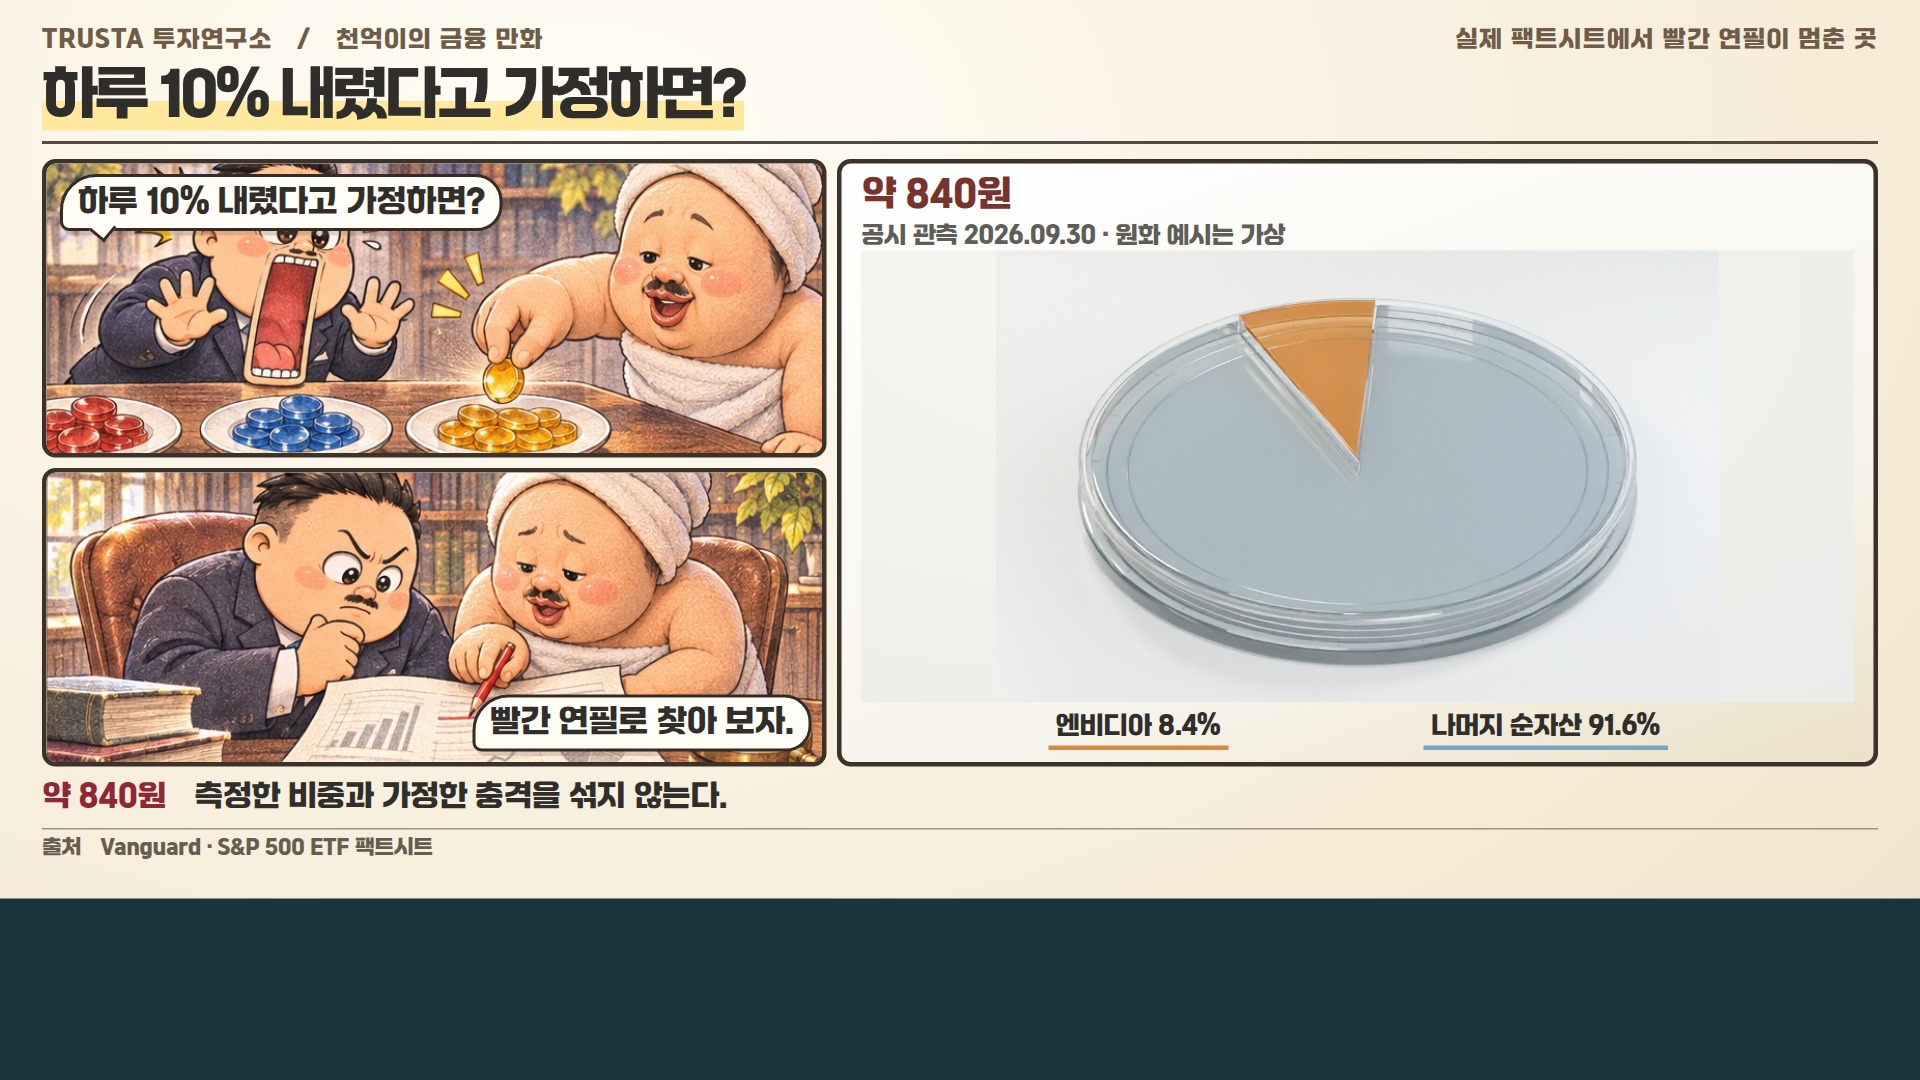 TRUSTA 투자연구소 / 천억이의 금융 만화
실제 팩트시트에서 빨간 연필이 멈춘 곳
하루 10% 내렸다고 가정하면?
하루 10% 내렸다고 가정하면?
빨간 연필로 찾아 보자.
약 840원
공시 관측 2026.09.30 · 원화 예시는 가상
엔비디아 8.4%
나머지 순자산 91.6%
약 840원 측정한 비중과 가정한 충격을 섞지 않는다.
출처 Vanguard · S&P 500 ETF 팩트시트